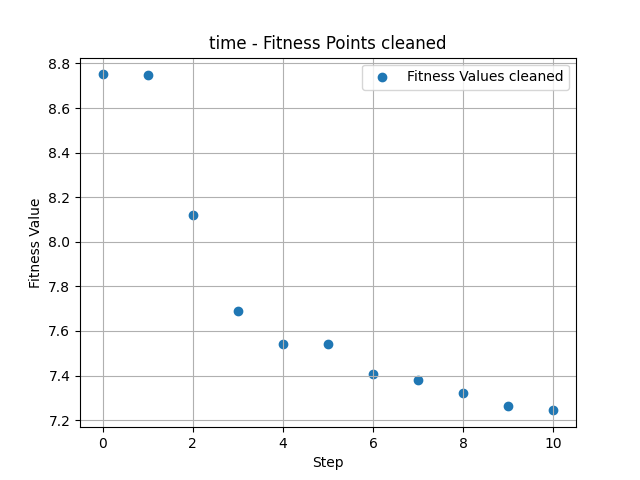 time - Fitness Points cleaned
8.8
8.6
8.4
8.2
8.0
7.8
7.6
7.4
7.2
Fitness Value
Fitness Values cleaned
0 2 4 6 8 10
Step